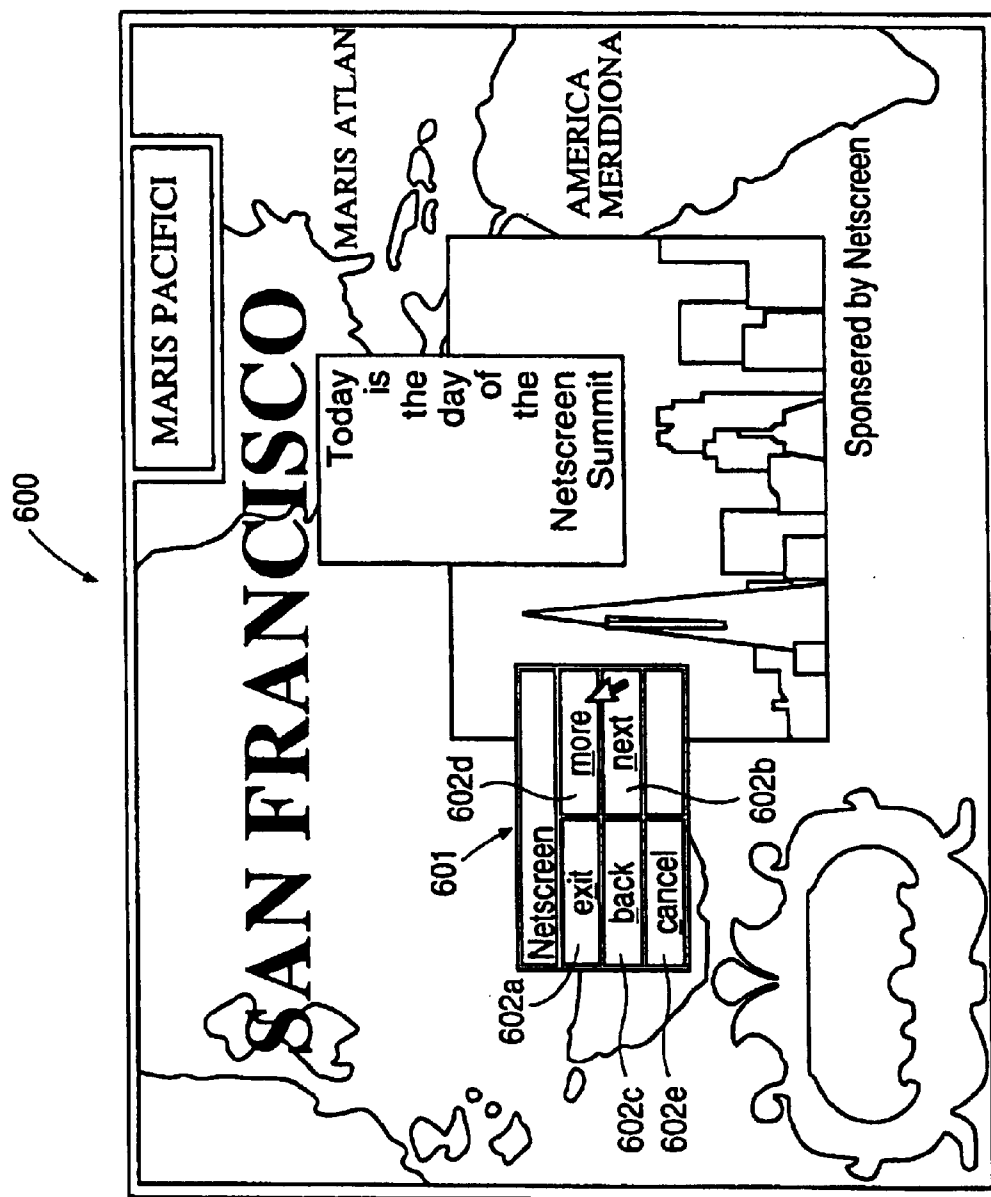 600
MARIS PACIFICI
SAN FRANCISCO
MARIS ATLAN
Today
is
the
day
of
the
Netscreen
Summit
AMERICA
MERIDIONA
601
602d
Netscreen
602a
exit
more
602c
back
next
602b
602e
cancel
Sponsered by Netscreen